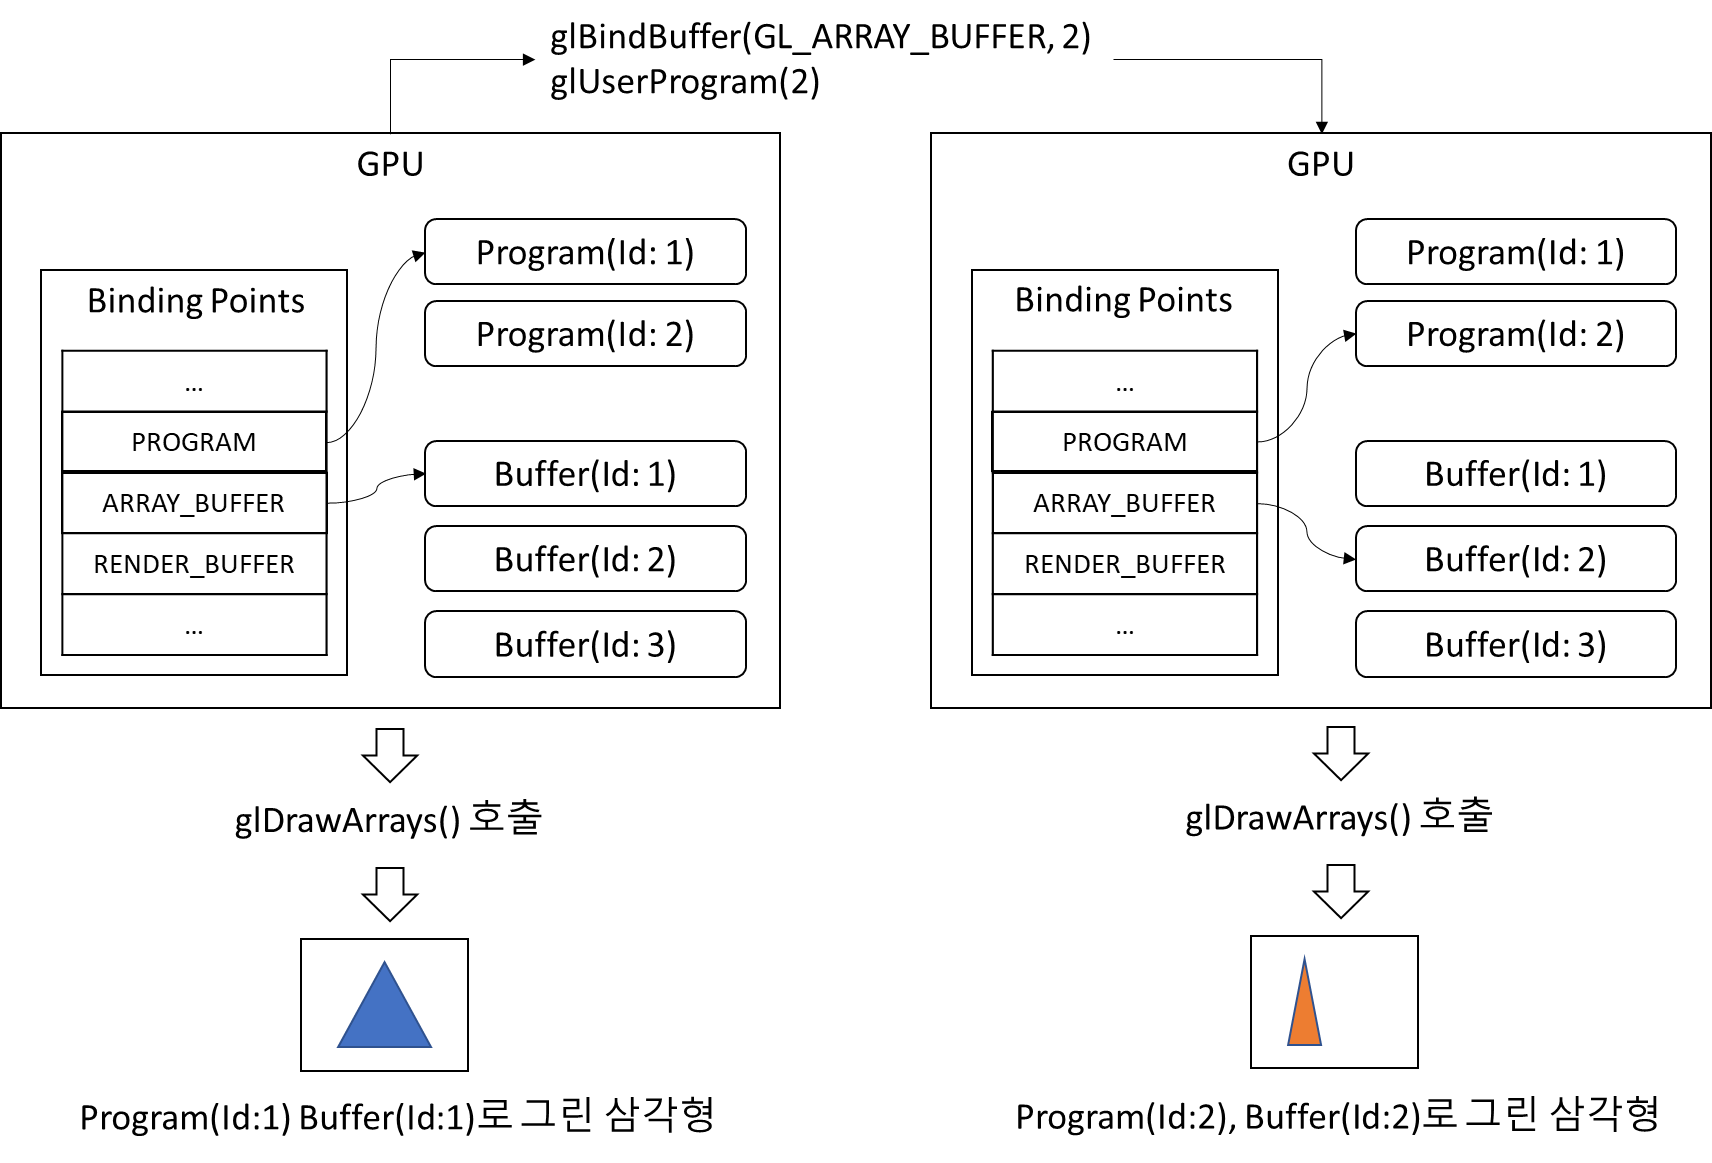 glBindBuffer(GL_ARRAY_BUFFER, 2)
glUserProgram(2)
GPU
Program(Id: 1)
Program(Id: 2)
Binding Points
...
PROGRAM
ARRAY_BUFFER
RENDER_BUFFER
...
Buffer(Id: 1)
Buffer(Id: 2)
Buffer(Id: 3)
glDrawArrays() 호출
Program(Id:1) Buffer(Id:1)로 그린 삼각형
GPU
Program(Id: 1)
Program(Id: 2)
Binding Points
...
PROGRAM
ARRAY_BUFFER
RENDER_BUFFER
...
Buffer(Id: 1)
Buffer(Id: 2)
Buffer(Id: 3)
glDrawArrays() 호출
Program(Id:2), Buffer(Id:2)로 그린 삼각형